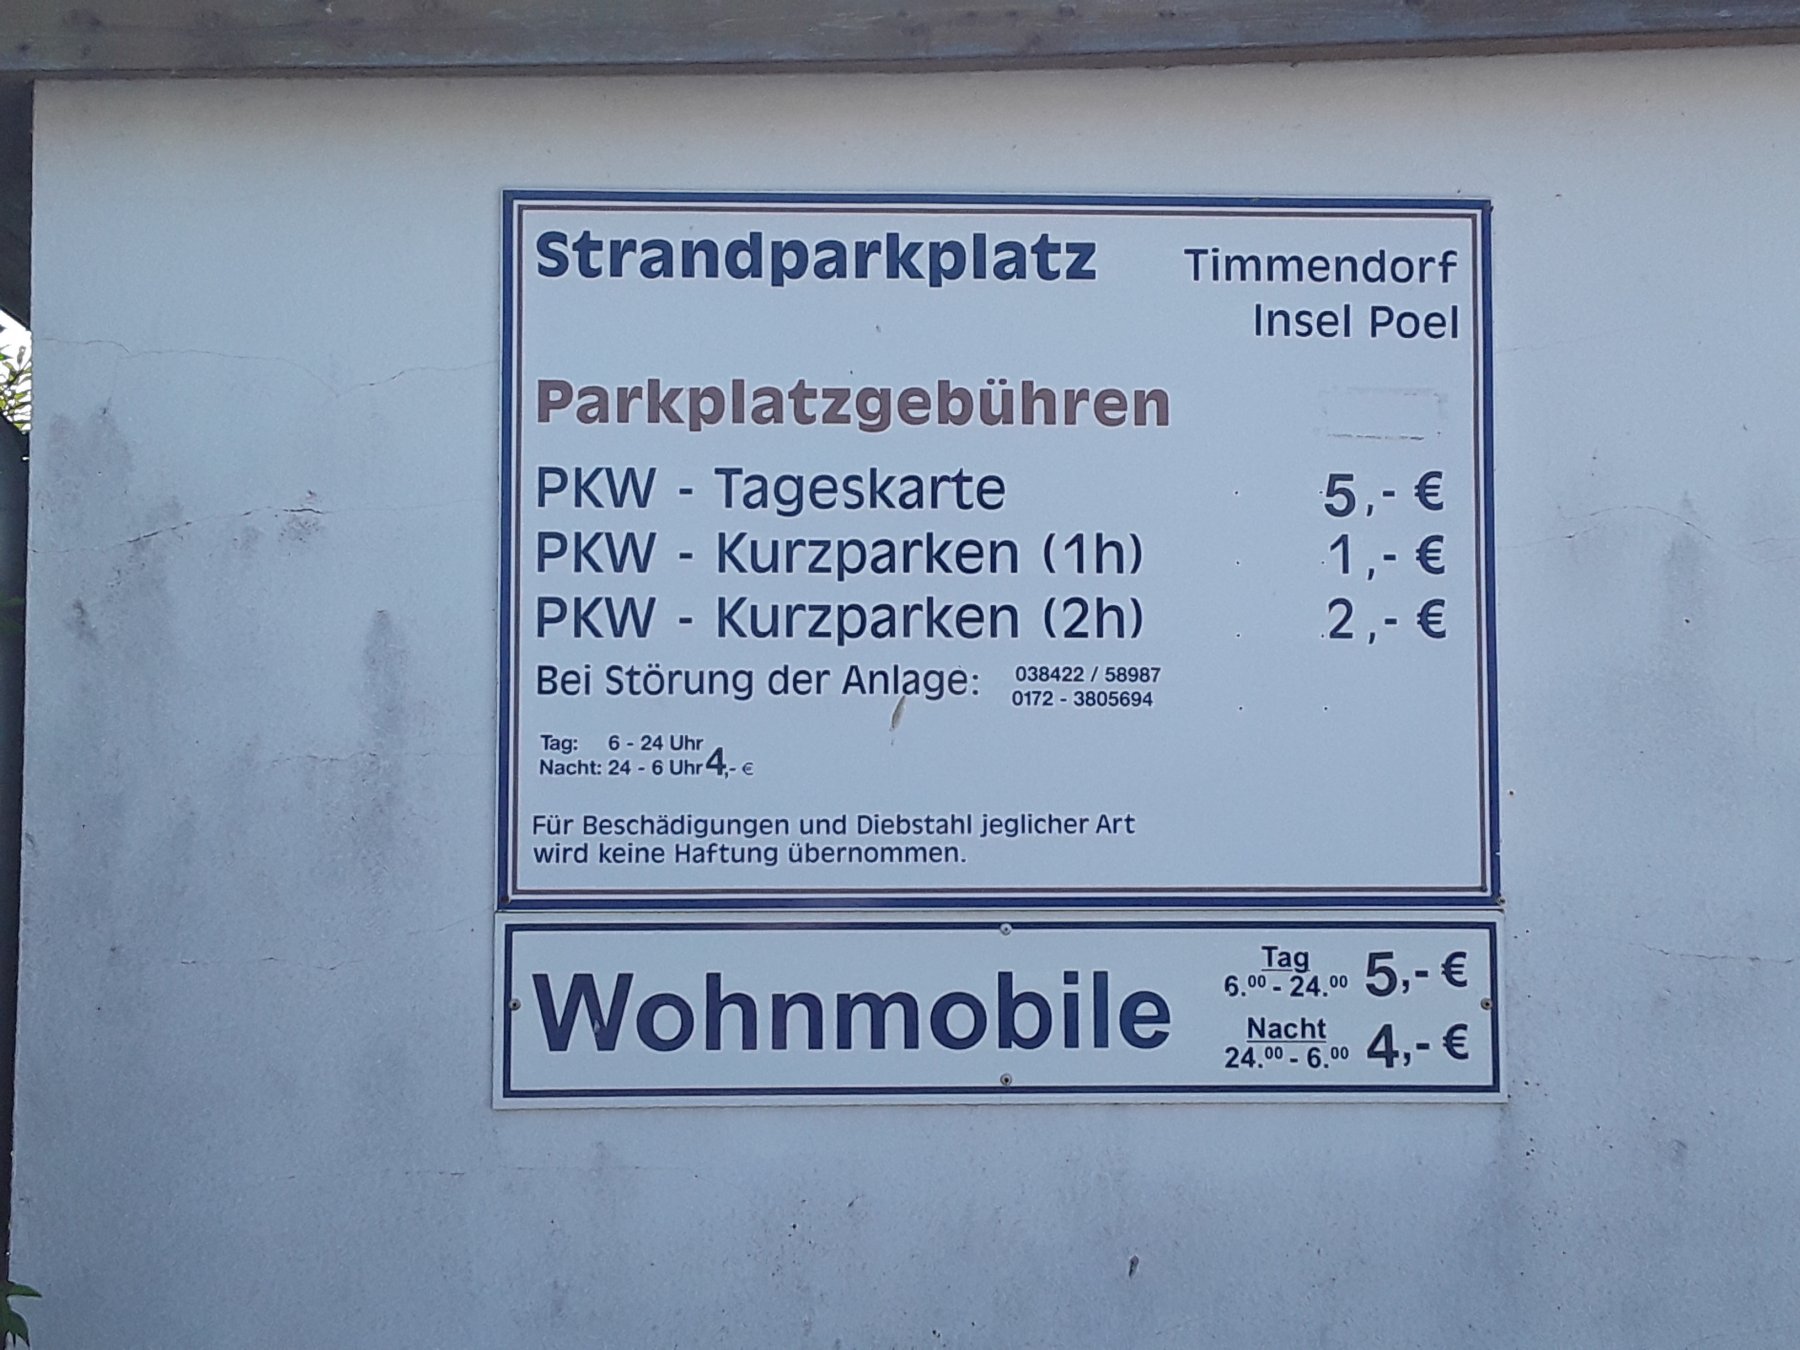 Strandparkplatz Timmendorf
Insel Poel
Parkplatzgebühren
PKW - Tageskarte 5,- €
PKW - Kurzparken (1h) 1,- €
PKW - Kurzparken (2h) 2,- €
Bei Störung der Anlage: 038422 / 58987
0172 - 3805694
Tag: 6 - 24 Uhr
Nacht: 24 - 6 Uhr 4,- €
Für Beschädigungen und Diebstahl jeglicher Art
wird keine Haftung übernommen.
Wohnmobile
Tag
6.00 - 24.00 5,- €
Nacht
24.00 - 6.00 4,- €